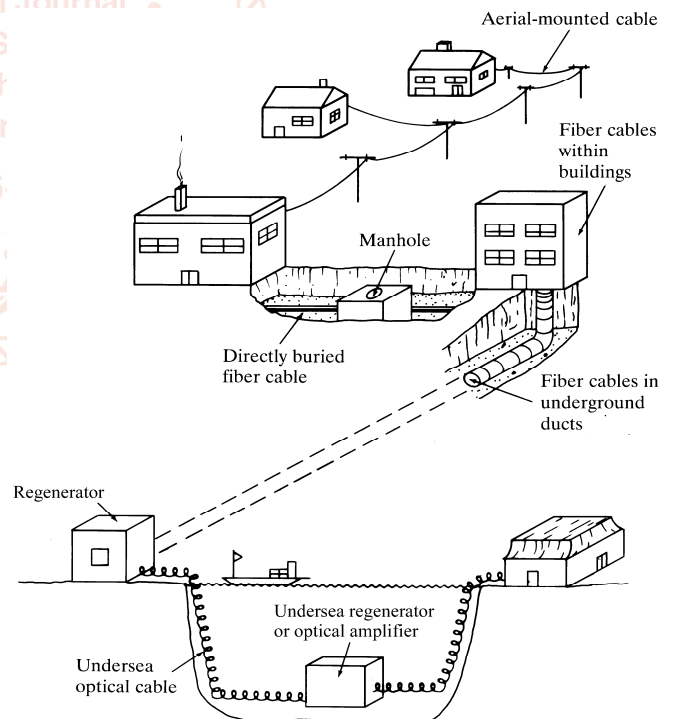 Journal
Aerial-mounted cable
Fiber cables
within
buildings
Manhole
Directly buried
fiber cable
Fiber cables in
underground
ducts
Regenerator
Undersea regenerator
or optical amplifier
Undersea
optical cable